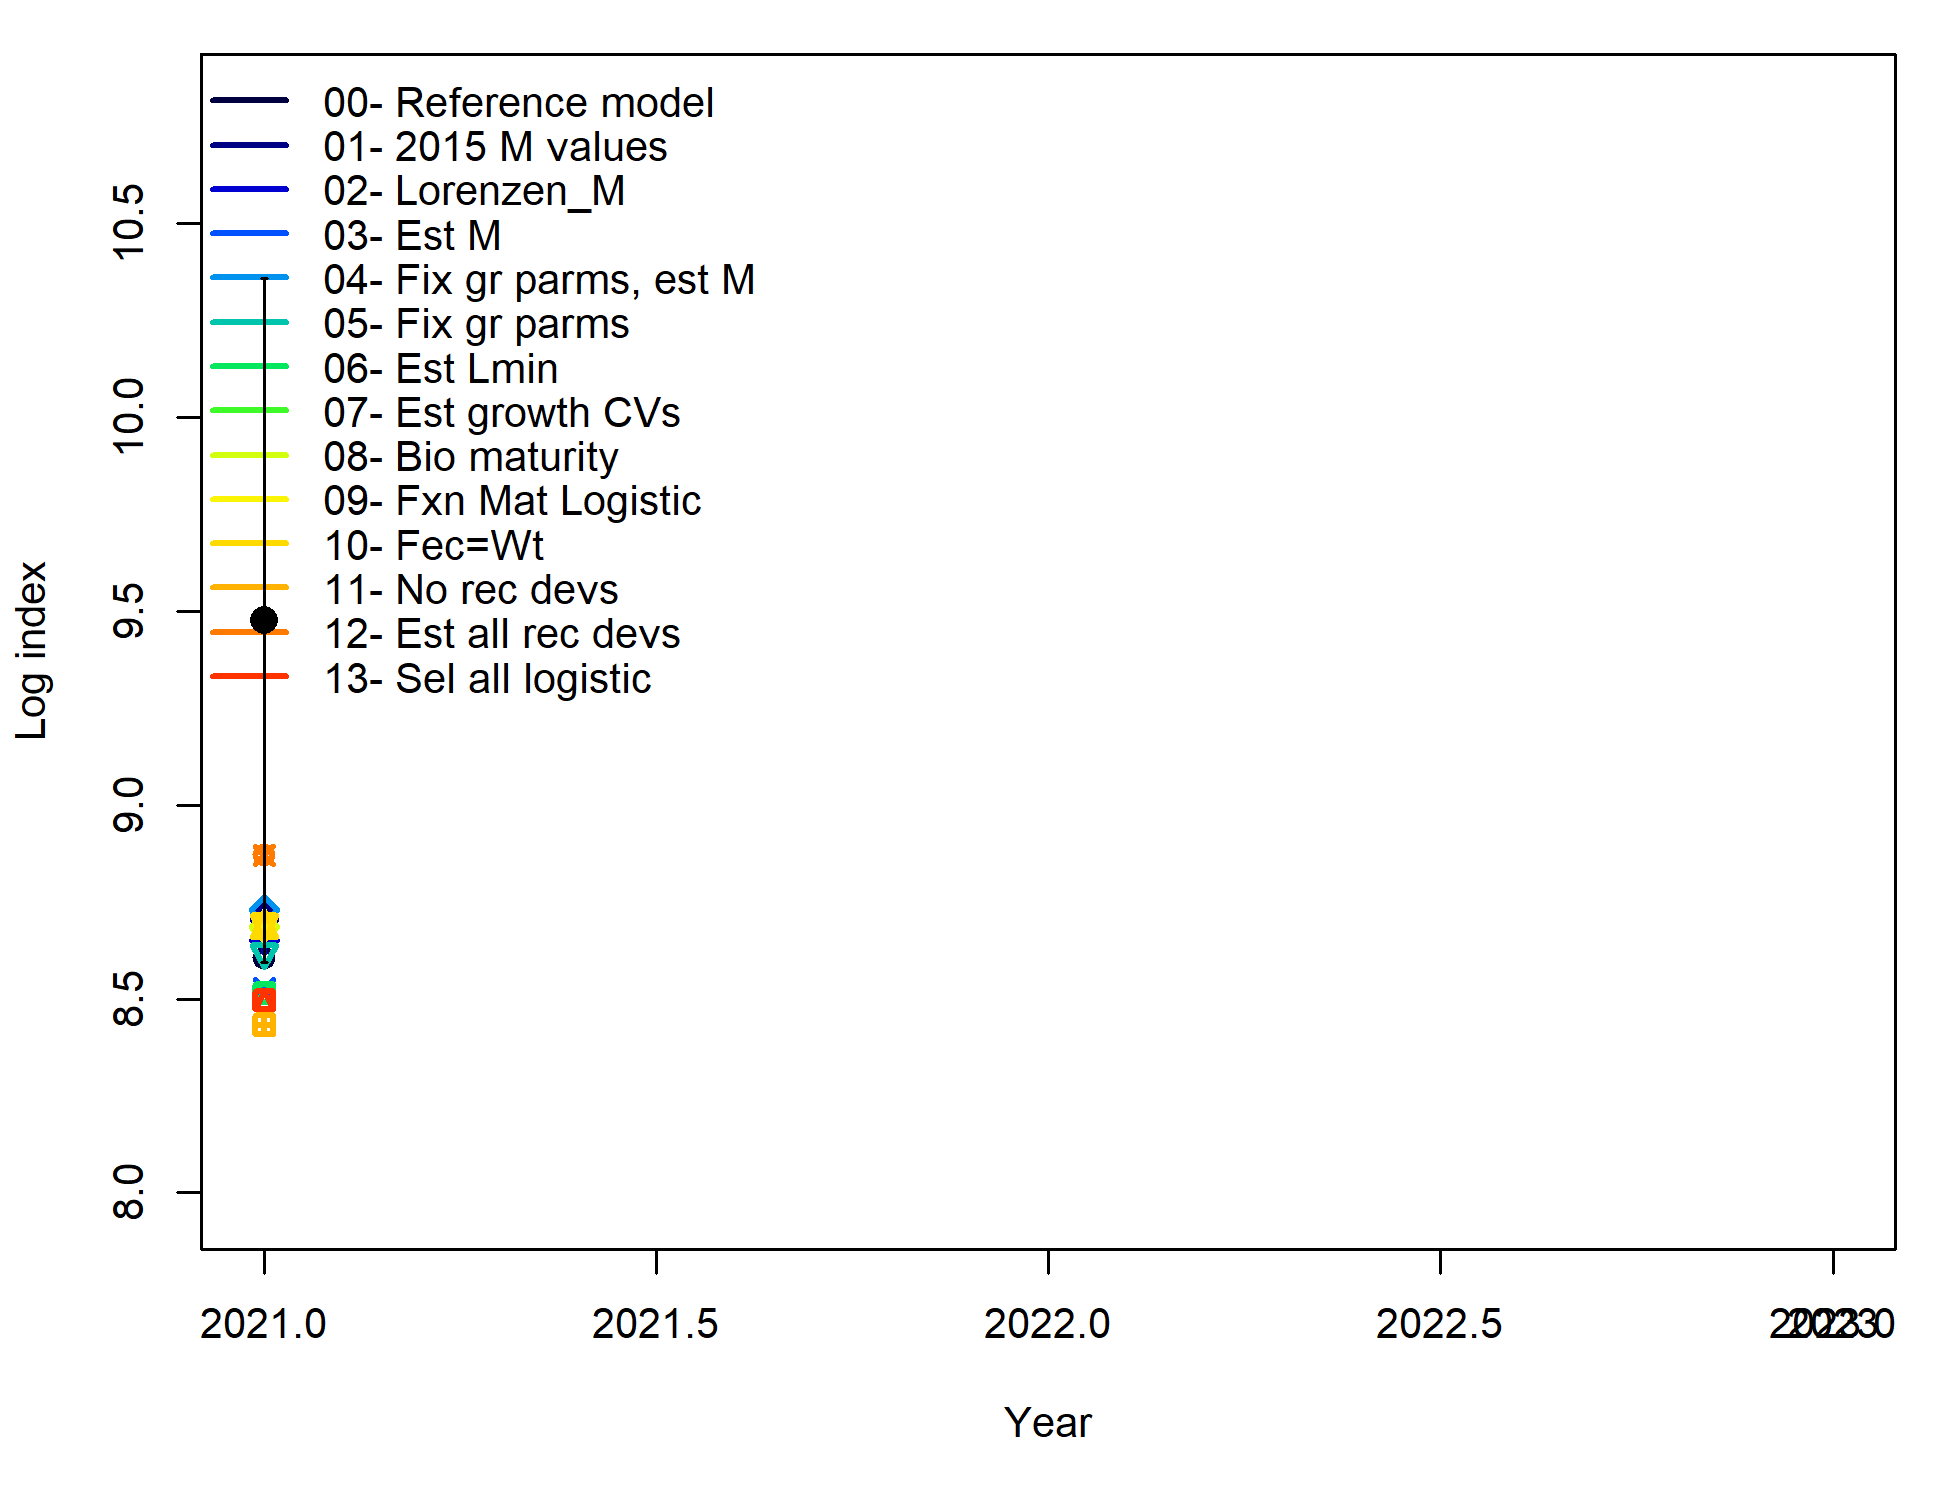 00- Reference model
01- 2015 M values
02- Lorenzen_M
03- Est M
04- Fix gr parms, est M
05- Fix gr parms
06- Est Lmin
07- Est growth CVs
08- Bio maturity
09- Fxn Mat Logistic
10- Fec=Wt
11- No rec devs
12- Est all rec devs
13- Sel all logistic
10.5
10.0
9.5
9.0
8.5
8.0
Log index
2021.0 2021.5 2022.0 2022.5
Year